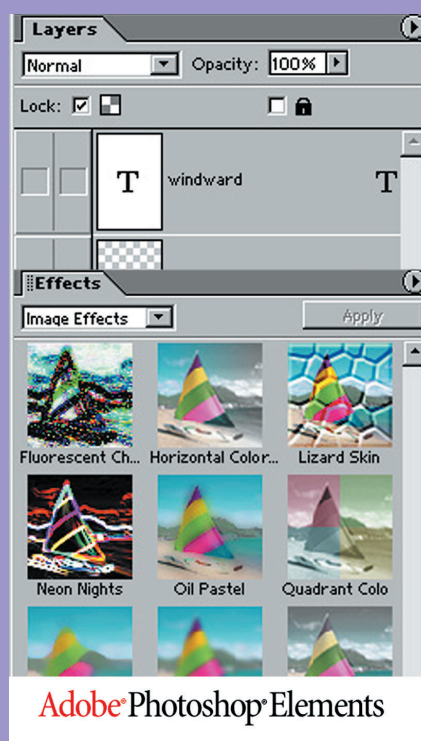 Layers
Normal Opacity: 100%
Lock:
T windward T
Effects
Image Effects Apply
Fluorescent Ch... Horizontal Color... Lizard Skin
Neon Nights Oil Pastel Quadrant Colo
Adobe® Photoshop® Elements